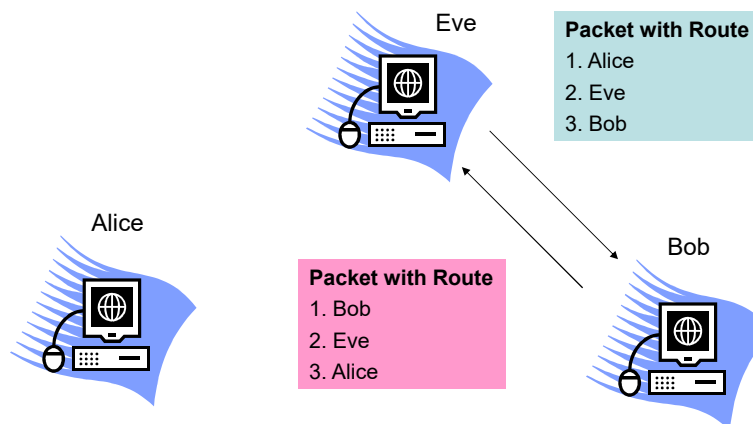 Eve
Packet with Route
1. Alice
2. Eve
3. Bob
Alice
Bob
Packet with Route
1. Bob
2. Eve
3. Alice